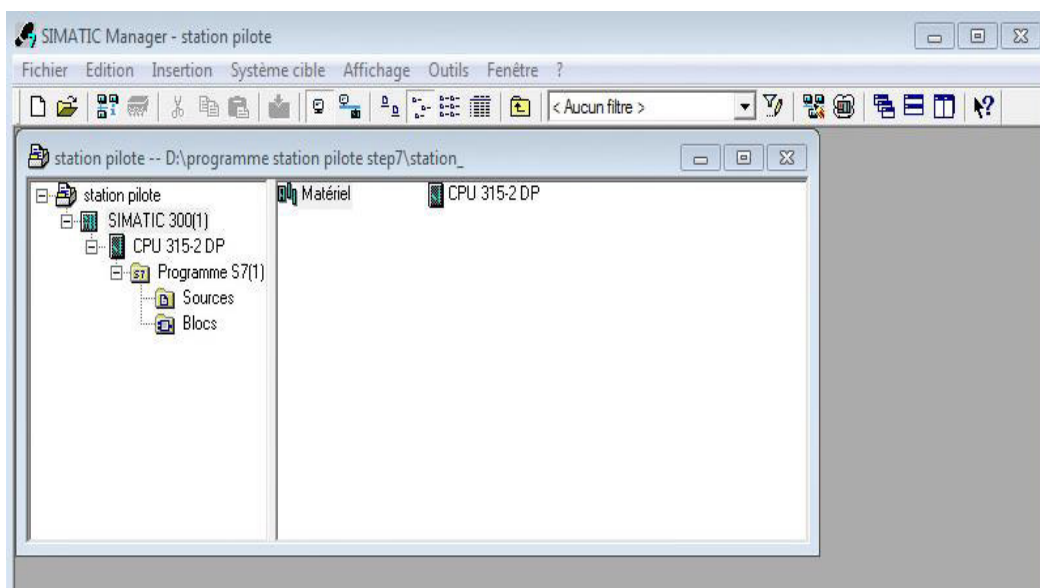 SIMATIC Manager - station pilote
Fichier Edition Insertion Système cible Affichage Outils Fenêtre ?
< Aucun filtre >
station pilote -- D:\programme station pilote step7\station_
station pilote
SIMATIC 300(1)
CPU 315-2 DP
Programme S7(1)
Sources
Blocs
Matériel CPU 315-2 DP